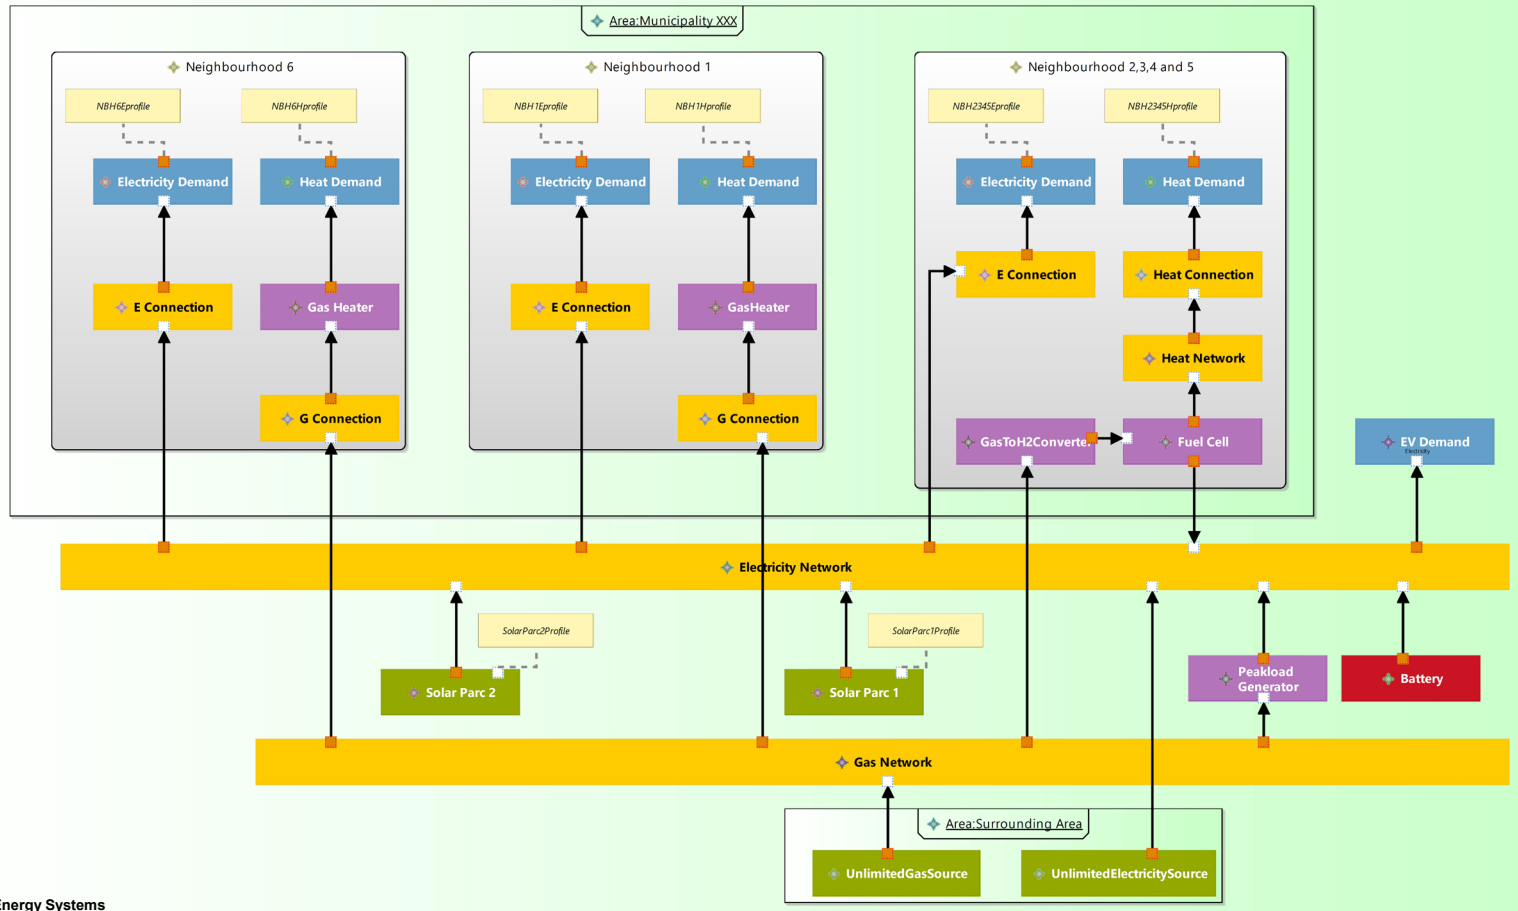 Area:Municipality XXX
Neighbourhood 6
Neighbourhood 1
Neighbourhood 2,3,4 and 5
NBH6Eprofile
NBH6Hprofile
NBH1Eprofile
NBH1Hprofile
NBH2345Eprofile
NBH2345Hprofile
Electricity Demand
Heat Demand
Electricity Demand
Heat Demand
Electricity Demand
Heat Demand
E Connection
Heat Connection
E Connection
Gas Heater
E Connection
GasHeater
Heat Network
G Connection
G Connection
GasToH2Converter
Fuel Cell
EV Demand
Electricity
Electricity Network
SolarParc2Profile
SolarParc1Profile
Solar Parc 2
Solar Parc 1
Peakload
Generator
Battery
Gas Network
Area:Surrounding Area
UnlimitedGasSource
UnlimitedElectricitySource
Energy Systems